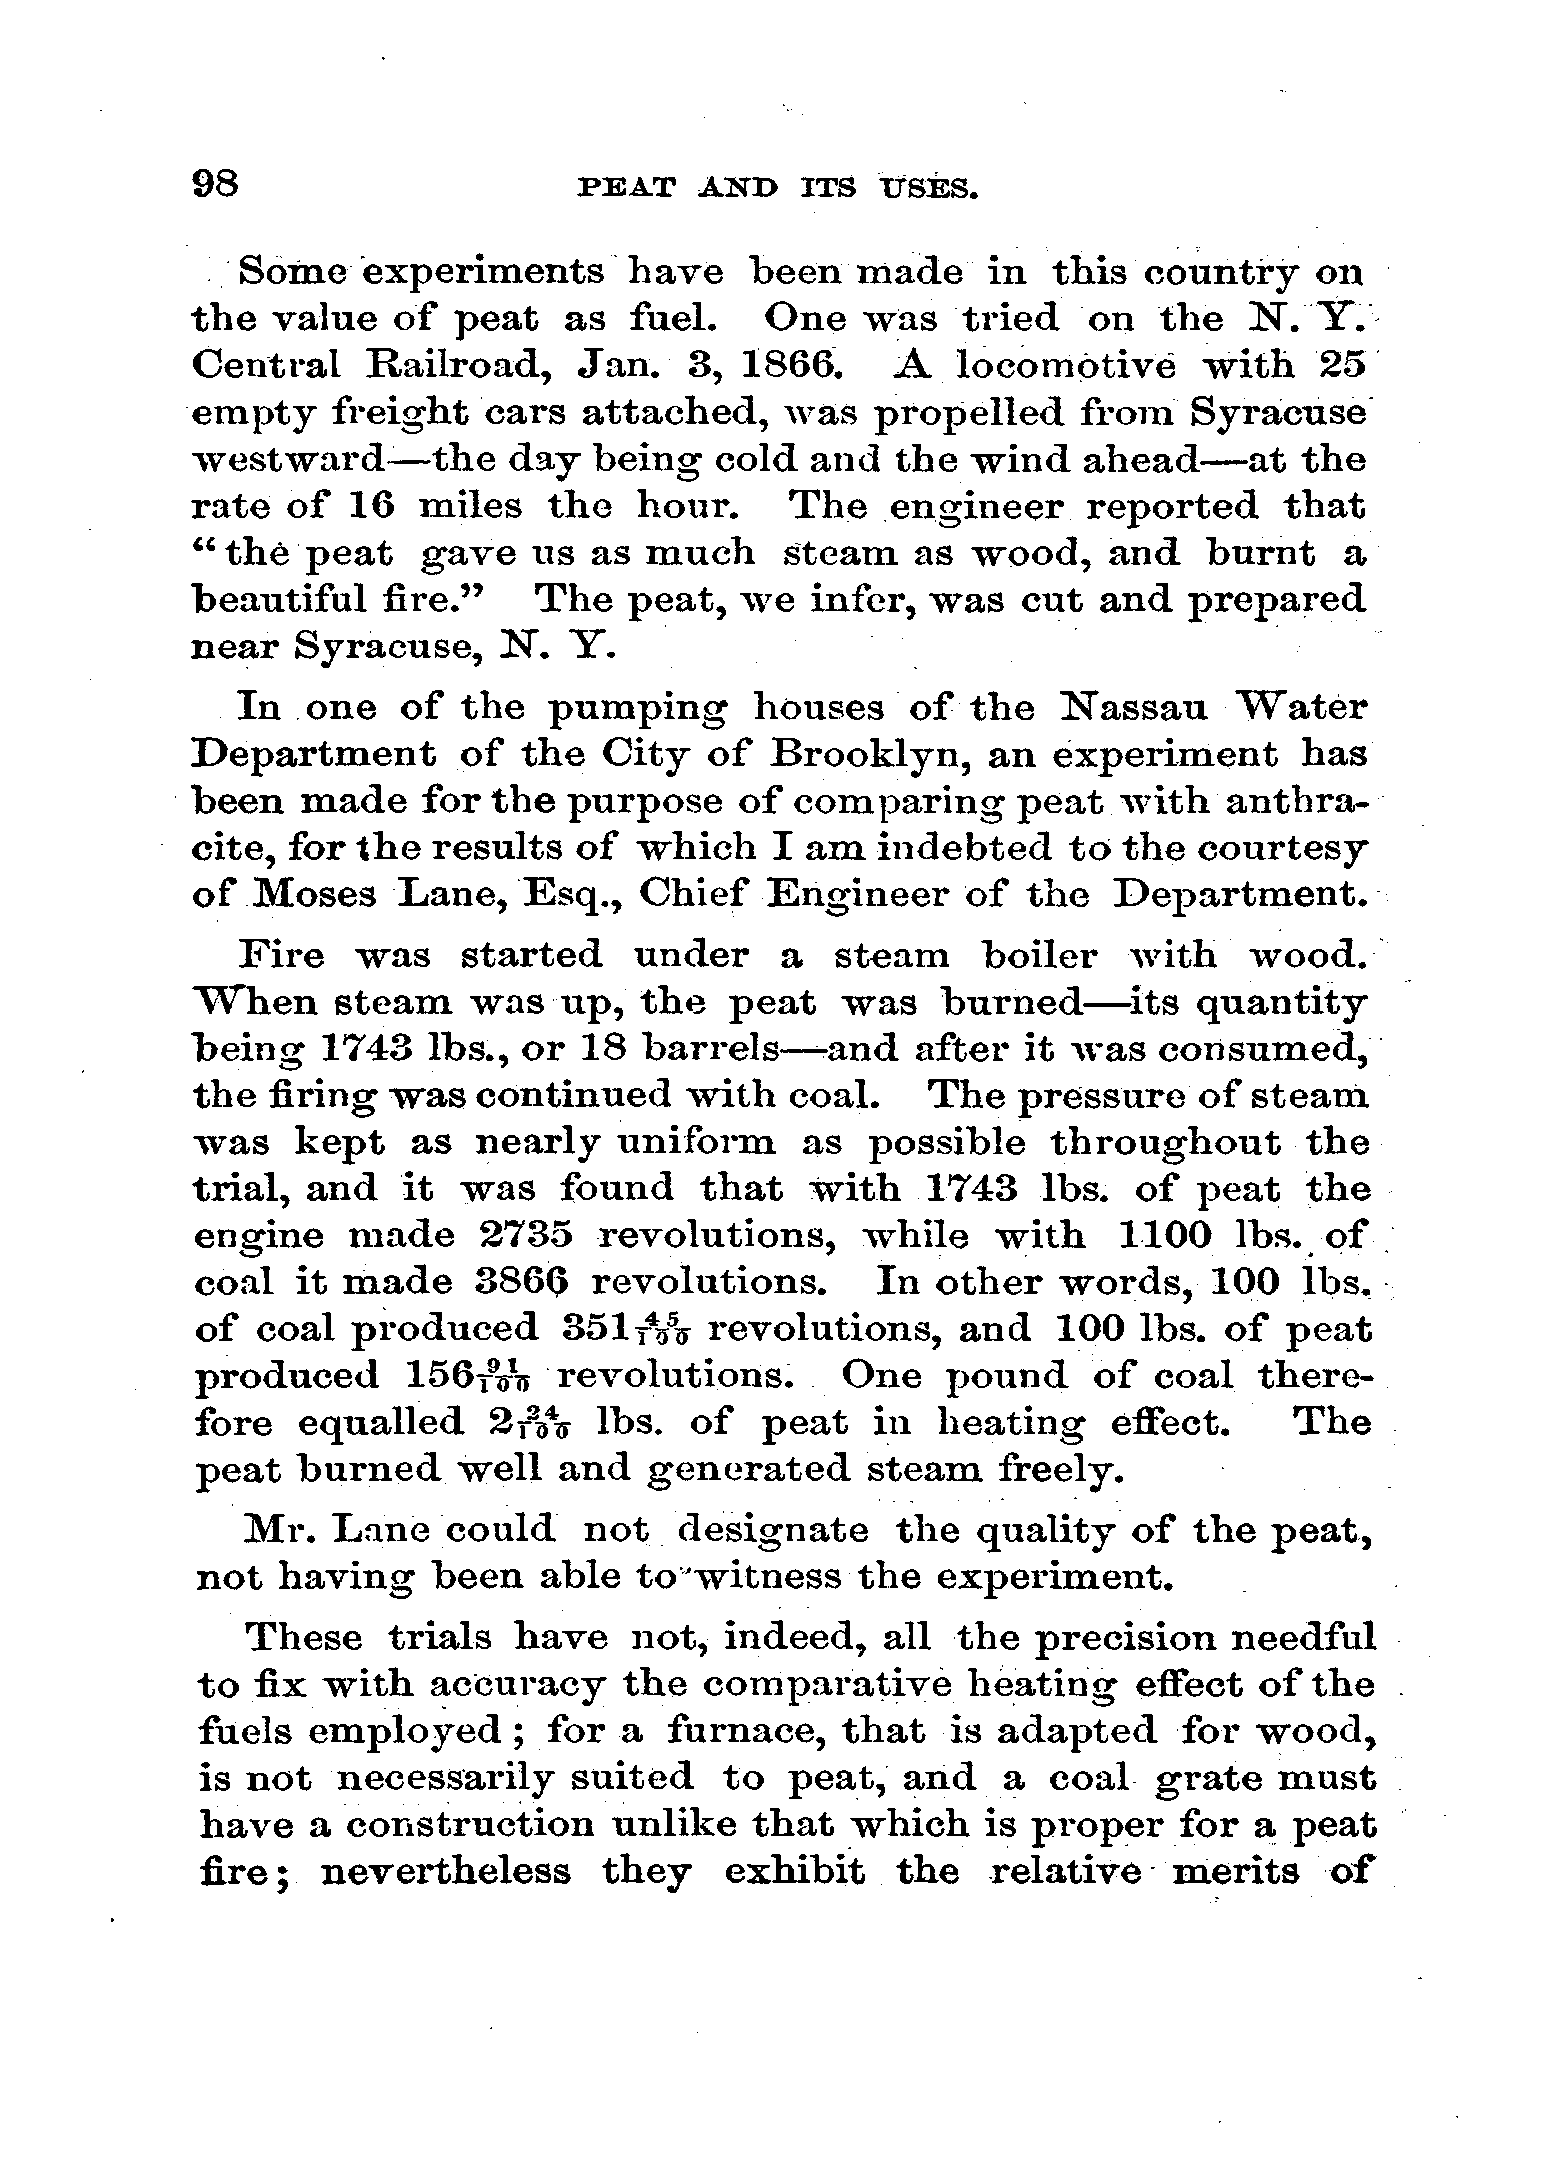 98 PEAT AND ITS USES.
Some experiments have been made in this country on
the value of peat as fuel. One was tried on the N. Y.
Central Railroad, Jan. 3, 1866. A locomotive with 25
empty freight cars attached, was propelled from Syracuse
westward—the day being cold and the wind ahead—at the
rate of 16 miles the hour. The engineer reported that
“the peat gave us as much steam as wood, and burnt a
beautiful fire.” The peat, we infer, was cut and prepared
near Syracuse, N. Y.
In one of the pumping houses of the Nassau Water
Department of the City of Brooklyn, an experiment has
been made for the purpose of comparing peat with anthra-
cite, for the results of which I am indebted to the courtesy
of Moses Lane, Esq., Chief Engineer of the Department.
Fire was started under a steam boiler with wood.
When steam was up, the peat was burned—its quantity
being 1743 lbs., or 18 barrels—and after it was consumed,
the firing was continued with coal. The pressure of steam
was kept as nearly uniform as possible throughout the
trial, and it was found that with 1743 lbs. of peat the
engine made 2735 revolutions, while with 1100 lbs. of
coal it made 3866 revolutions. In other words, 100 lbs.
of coal produced 351 45/100 revolutions, and 100 lbs. of peat
produced 156 91/100 revolutions. One pound of coal there-
fore equalled 2 24/100 lbs. of peat in heating effect. The
peat burned well and generated steam freely.
Mr. Lane could not designate the quality of the peat,
not having been able to witness the experiment.
These trials have not, indeed, all the precision needful
to fix with accuracy the comparative heating effect of the
fuels employed; for a furnace, that is adapted for wood,
is not necessarily suited to peat, and a coal grate must
have a construction unlike that which is proper for a peat
fire; nevertheless they exhibit the relative merits of